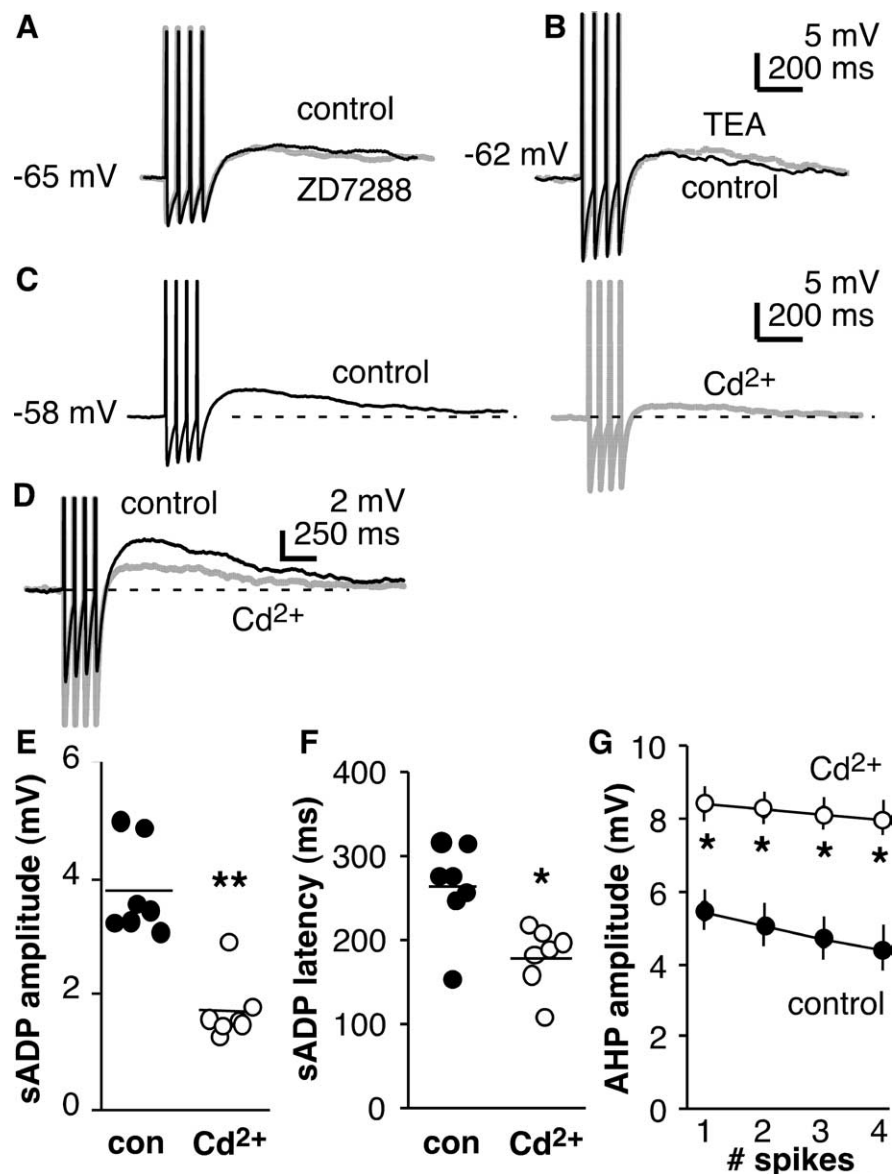 A
control
-65 mV
ZD7288
B
5 mV
200 ms
TEA
-62 mV
control
C
control
-58 mV
5 mV
200 ms
Cd2+
D
control
2 mV
250 ms
Cd2+
E
sADP amplitude (mV)
6
4
2
0
**
con
Cd2+
F
sADP latency (ms)
400
300
200
100
0
*
con
Cd2+
G
AHP amplitude (mV)
10
8
6
4
2
0
Cd2+
* * * *
control
1 2 3 4
# spikes